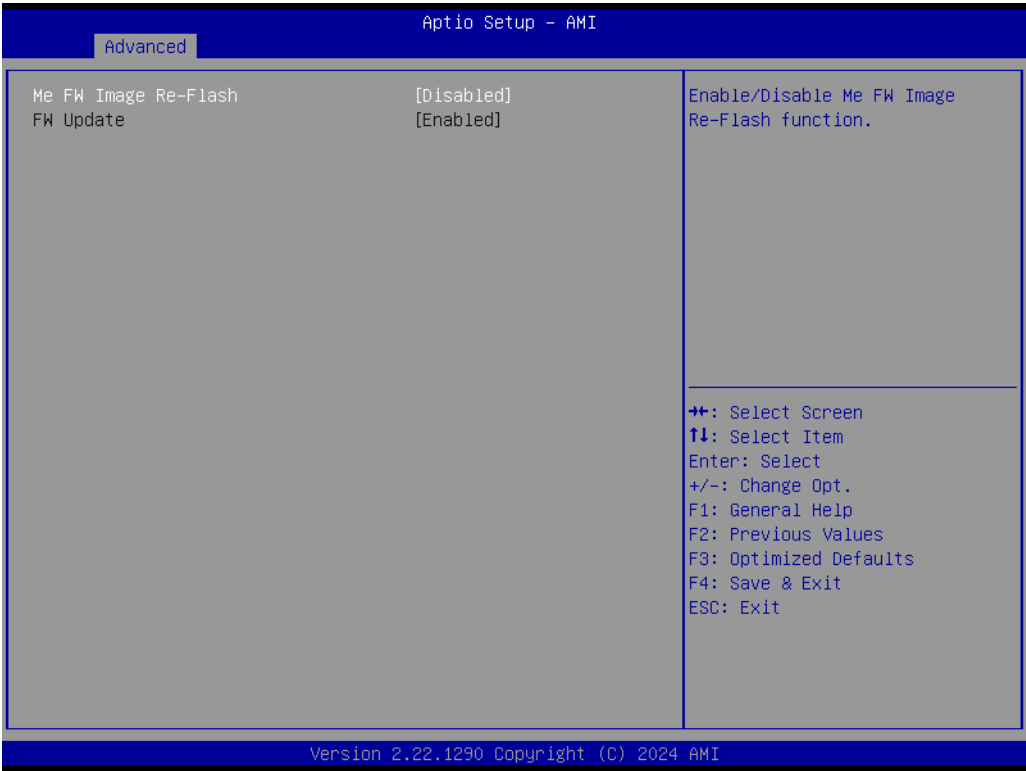 Aptio Setup – AMI
Advanced
Me FW Image Re–Flash [Disabled]
FW Update [Enabled]
Enable/Disable Me FW Image
Re–Flash function.
→←: Select Screen
↑↓: Select Item
Enter: Select
+/–: Change Opt.
F1: General Help
F2: Previous Values
F3: Optimized Defaults
F4: Save & Exit
ESC: Exit
Version 2.22.1290 Copyright (C) 2024 AMI